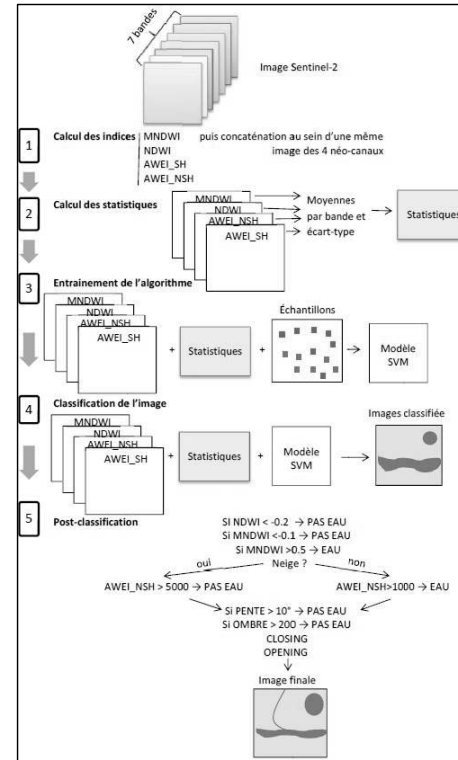 7 bandes
Image Sentinel-2
1
Calcul des indices
MNDWI
NDWI
AWEI_SH
AWEI_NSH
puis concaténation au sein d'une même
image des 4 néo-canaux
2
Calcul des statistiques
MNDWI
NDWI
AWEI_NSH
AWEI_SH
Moyennes
par bande et
écart-type
Statistiques
3
Entrainement de l'algorithme
MNDWI
NDWI
AWEI_NSH
AWEI_SH
+
Statistiques
+
Échantillons
Modèle
SVM
4
Classification de l'image
MNDWI
NDWI
AWEI_NSH
AWEI_SH
+
Statistiques
+
Modèle
SVM
Images classifiée
5
Post-classification
Si NDWI < -0.2 → PAS EAU
Si MNDWI <-0.1 → PAS EAU
Si MNDWI >0.5 → EAU
oui
Neige ?
non
AWEI_NSH > 5000 → PAS EAU
AWEI_NSH>1000 → EAU
Si PENTE > 10° → PAS EAU
Si OMBRE > 200 → PAS EAU
CLOSING
OPENING
Image finale